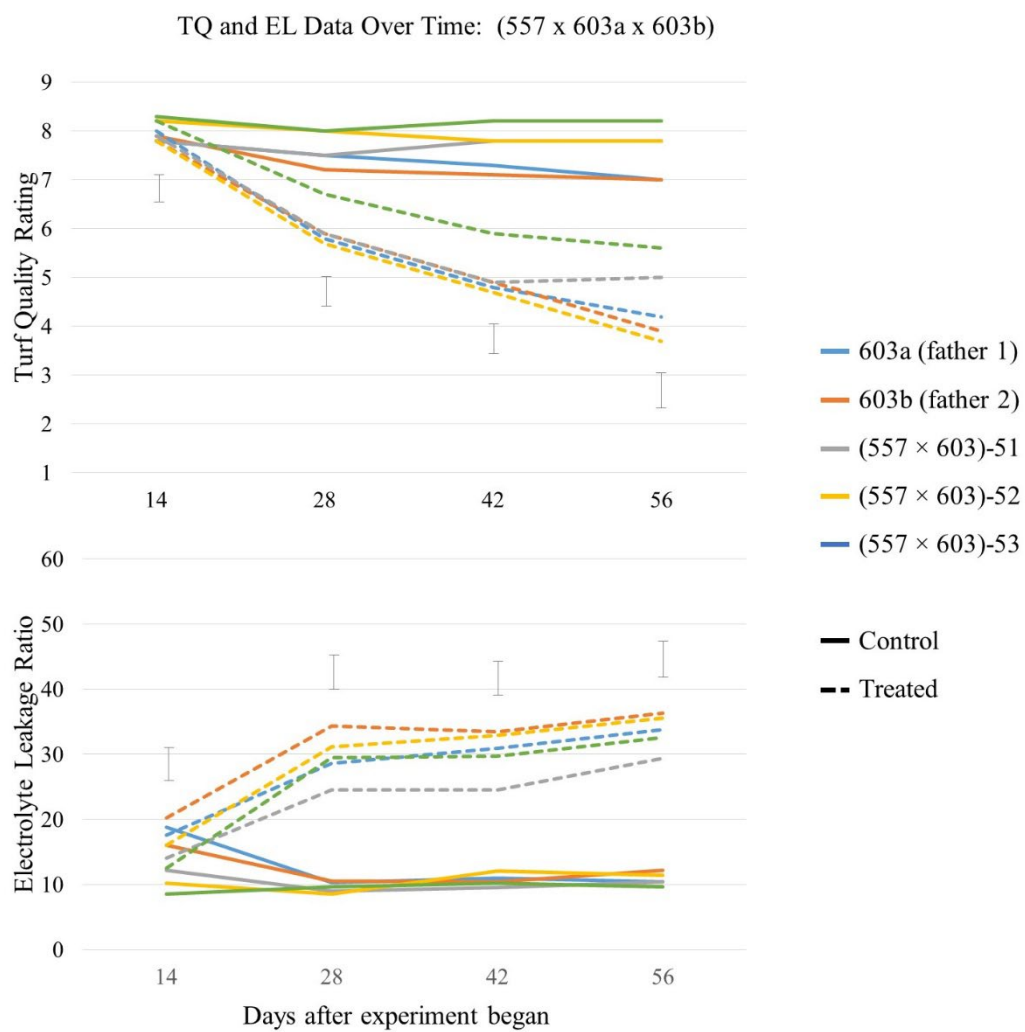 TQ and EL Data Over Time: (557 x 603a x 603b)
9
8
7
6
5
4
3
2
1
Turf Quality Rating
14 28 42 56
603a (father 1)
603b (father 2)
(557 × 603)-51
(557 × 603)-52
(557 × 603)-53
Control
Treated
60
50
40
30
20
10
0
Electrolyte Leakage Ratio
14 28 42 56
Days after experiment began